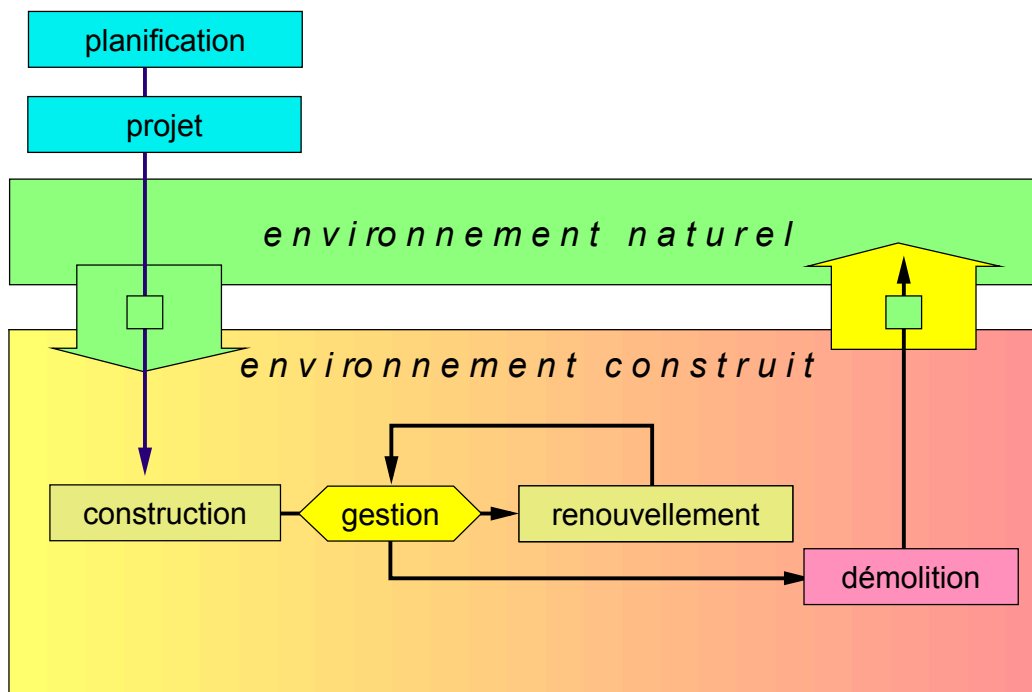 planification
projet
environnement naturel
environnement construit
construction
gestion
renouvellement
démolition